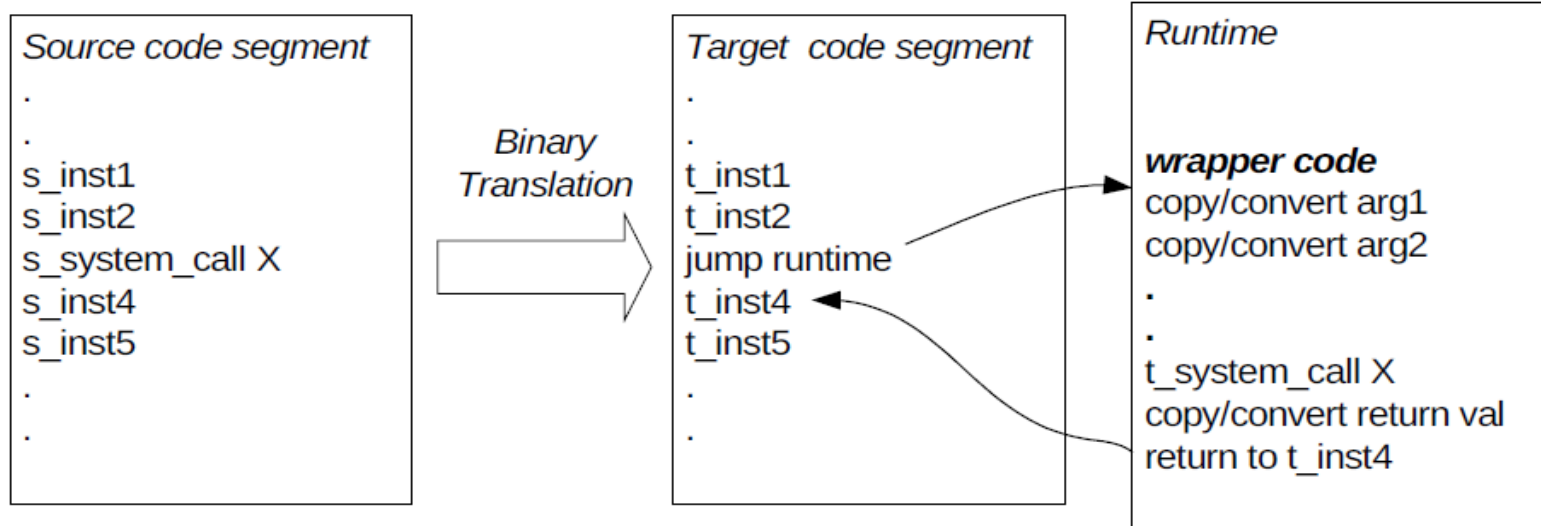 Source code segment
.
.
s_inst1
s_inst2
s_system_call X
s_inst4
s_inst5
.
.
Binary
Translation
Target code segment
.
.
t_inst1
t_inst2
jump runtime
t_inst4
t_inst5
.
.
Runtime
wrapper code
copy/convert arg1
copy/convert arg2
.
.
t_system_call X
copy/convert return val
return to t_inst4